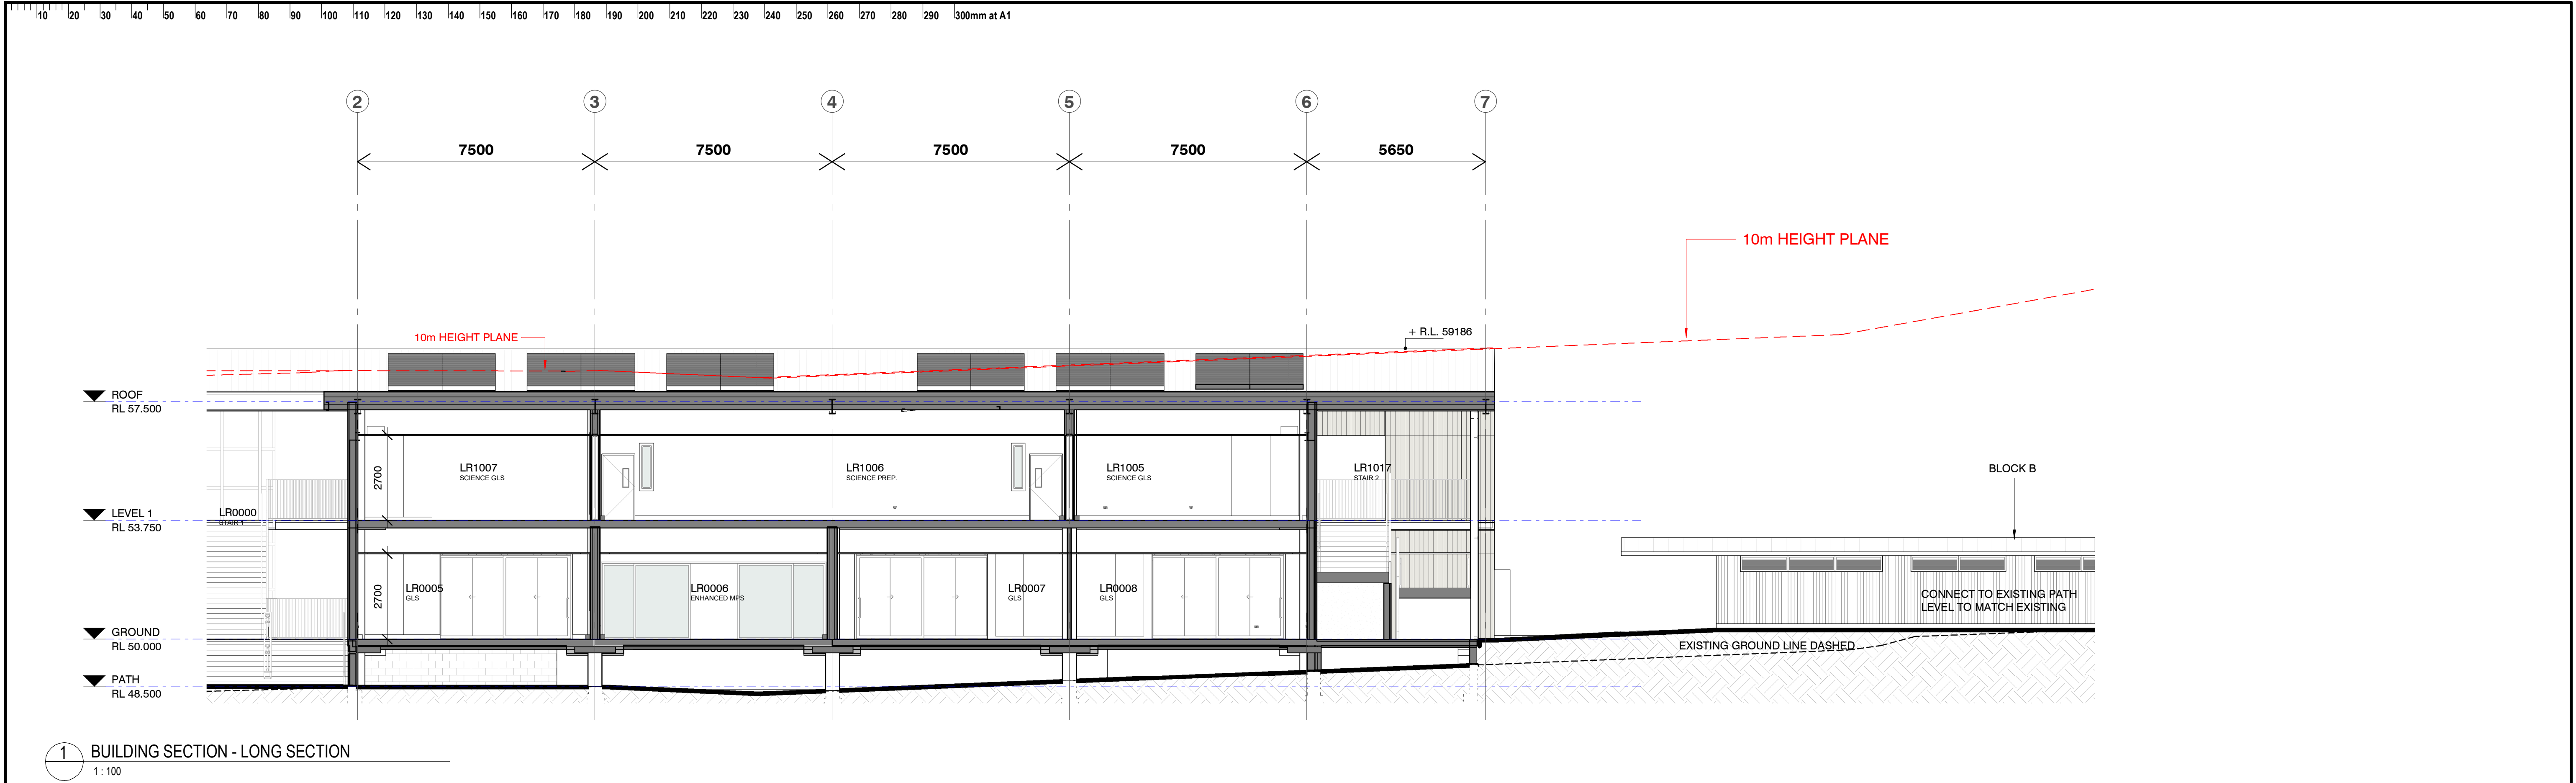 10 20 30 40 50 60 70 80 90 100 110 120 130 140 150 160 170 180 190 200 210 220 230 240 250 260 270 280 290 300mm at A1
2 3 4 5 6 7
7500 7500 7500 7500 5650
10m HEIGHT PLANE
+ R.L. 59186
10m HEIGHT PLANE
ROOF
RL 57.500
2700
LR1007
SCIENCE GLS
LR1006
SCIENCE PREP.
LR1005
SCIENCE GLS
LR1017
STAIR 2
BLOCK B
LEVEL 1
RL 53.750
LR0000
STAIR 1
2700
LR0005
GLS
LR0006
ENHANCED MPS
LR0007
GLS
LR0008
GLS
CONNECT TO EXISTING PATH
LEVEL TO MATCH EXISTING
GROUND
RL 50.000
EXISTING GROUND LINE DASHED
PATH
RL 48.500
1 BUILDING SECTION - LONG SECTION
1 : 100